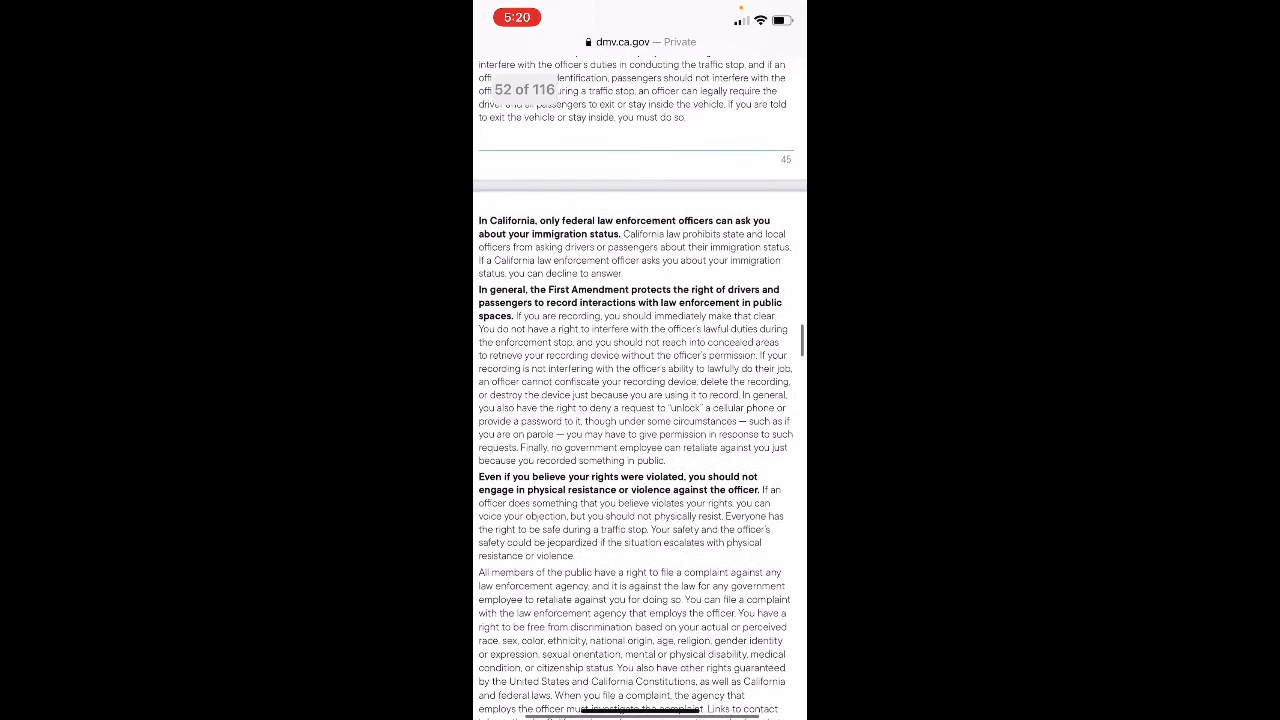 5:20
dmv.ca.gov — Private
interfere with the officer's duties in conducting the traffic stop, and if an
offi dentification, passengers should not interfere with the
52 of 116
offi uring a traffic stop, an officer can legally require the
driver and all passengers to exit or stay inside the vehicle. If you are told
to exit the vehicle or stay inside, you must do so.
45
In California, only federal law enforcement officers can ask you
about your immigration status. California law prohibits state and local
officers from asking drivers or passengers about their immigration status.
If a California law enforcement officer asks you about your immigration
status, you can decline to answer.
In general, the First Amendment protects the right of drivers and
passengers to record interactions with law enforcement in public
spaces. If you are recording, you should immediately make that clear.
You do not have a right to interfere with the officer's lawful duties during
the enforcement stop, and you should not reach into concealed areas
to retrieve your recording device without the officer's permission. If your
recording is not interfering with the officer's ability to lawfully do their job,
an officer cannot confiscate your recording device, delete the recording,
or destroy the device just because you are using it to record. In general,
you also have the right to deny a request to “unlock” a cellular phone or
provide a password to it, though under some circumstances — such as if
you are on parole — you may have to give permission in response to such
requests. Finally, no government employee can retaliate against you just
because you recorded something in public.
Even if you believe your rights were violated, you should not
engage in physical resistance or violence against the officer. If an
officer does something that you believe violates your rights, you can
voice your objection, but you should not physically resist. Everyone has
the right to be safe during a traffic stop. Your safety and the officer's
safety could be jeopardized if the situation escalates with physical
resistance or violence.
All members of the public have a right to file a complaint against any
law enforcement agency, and it is against the law for any government
employee to retaliate against you for doing so. You can file a complaint
with the law enforcement agency that employs the officer. You have a
right to be free from discrimination based on your actual or perceived
race, sex, color, ethnicity, national origin, age, religion, gender identity
or expression, sexual orientation, mental or physical disability, medical
condition, or citizenship status. You also have other rights guaranteed
by the United States and California Constitutions, as well as California
and federal laws. When you file a complaint, the agency that
employs the officer must investigate the complaint. Links to contact